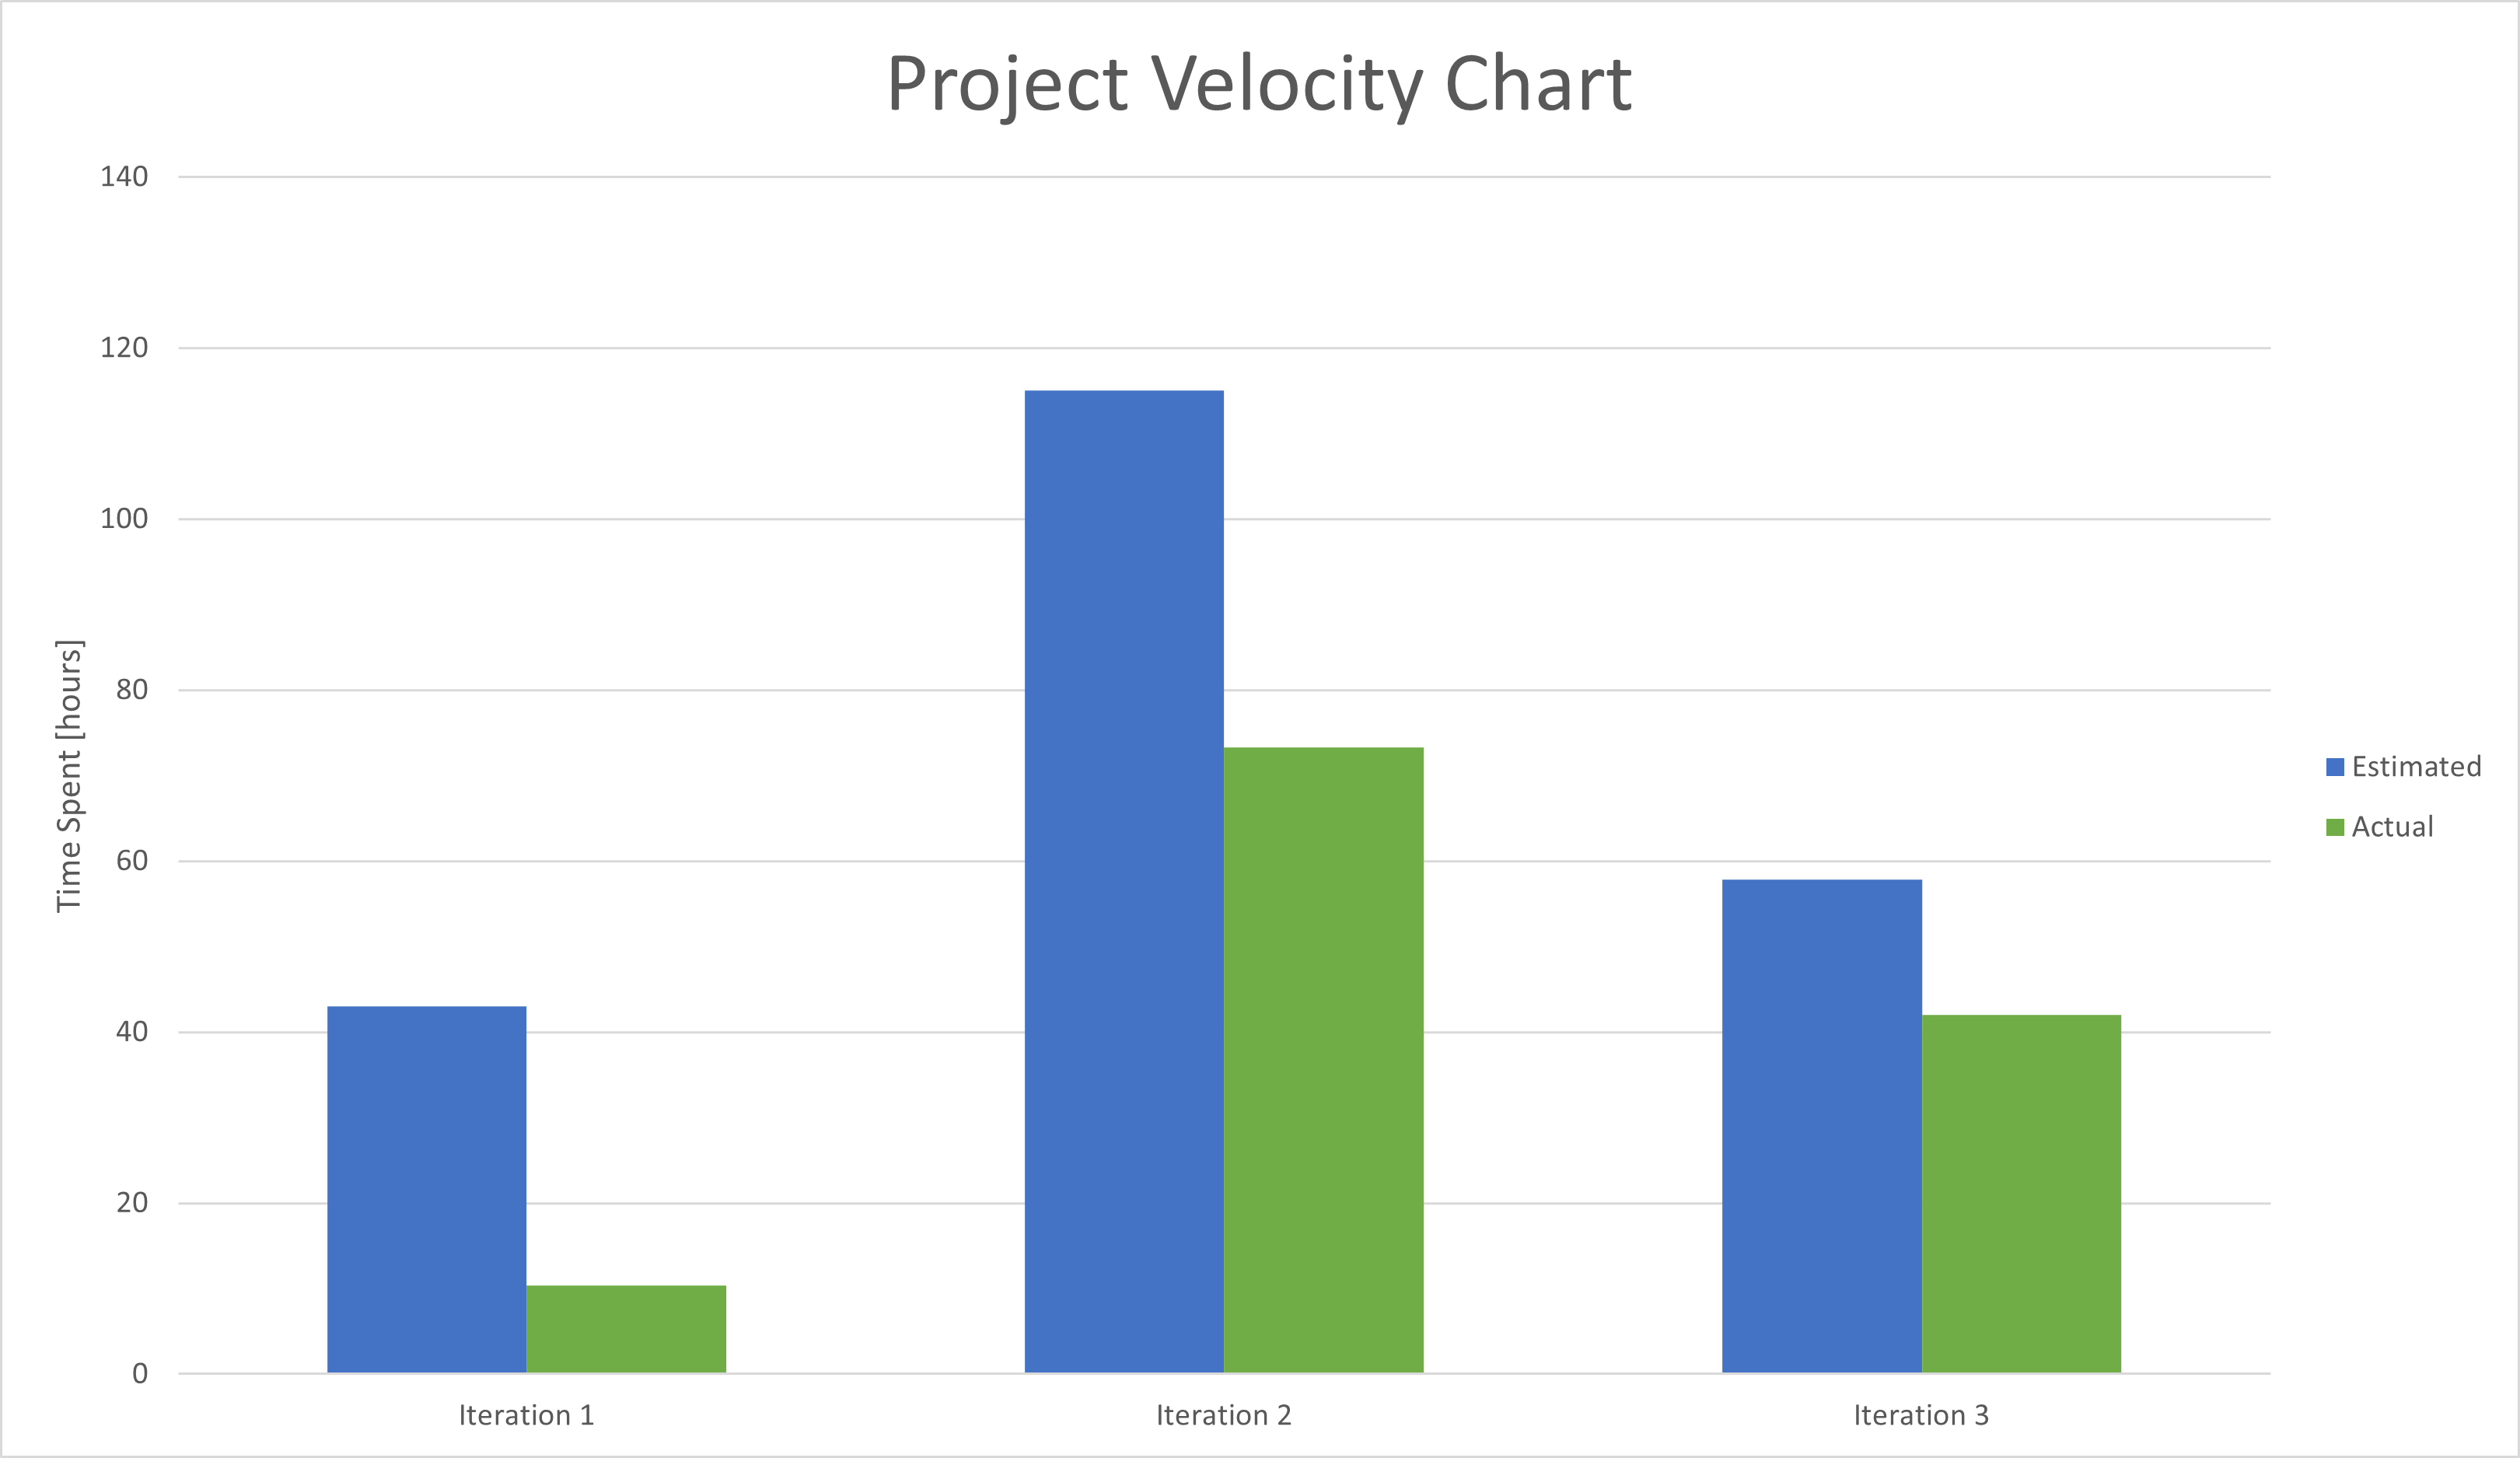 Project Velocity Chart
140
120
100
80
60
40
20
0
Time Spent [hours]
Iteration 1
Iteration 2
Iteration 3
Estimated
Actual